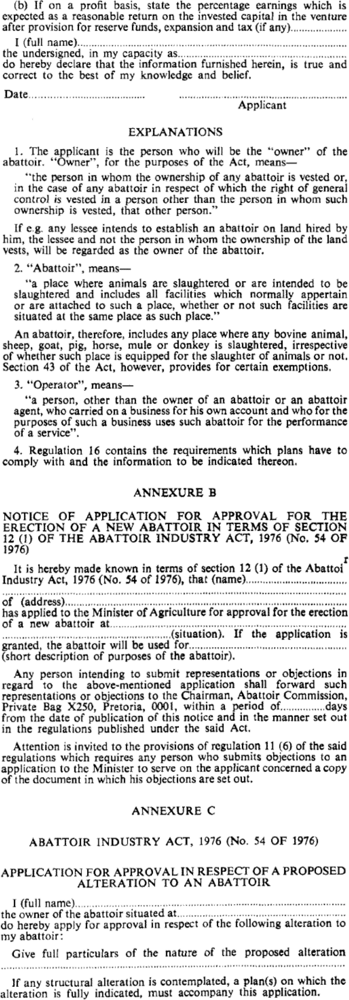 (b) If on a profit basis, state the percentage earnings which is
expected as a reasonable return on the invested capital in the venture
after provision for reserve funds, expansion and tax (if any)....................
I (full name)....................
the undersigned, in my capacity as....................
do hereby declare that the information furnished herein, is true and
correct to the best of my knowledge and belief.
Date.................... ....................
Applicant
EXPLANATIONS
1. The applicant is the person who will be the “owner” of the
abattoir. “Owner”, for the purposes of the Act, means—
“the person in whom the ownership of any abattoir is vested or,
in the case of any abattoir in respect of which the right of general
control is vested in a person other than the person in whom such
ownership is vested, that other person.”
If e.g. any lessee intends to establish an abattoir on land hired by
him, the lessee and not the person in whom the ownership of the land
vests, will be regarded as the owner of the abattoir.
2. “Abattoir”, means—
“a place where animals are slaughtered or are intended to be
slaughtered and includes all facilities which normally appertain
or are attached to such a place, whether or not such facilities are
situated at the same place as such place.”
An abattoir, therefore, includes any place where any bovine animal,
sheep, goat, pig, horse, mule or donkey is slaughtered, irrespective
of whether such place is equipped for the slaughter of animals or not.
Section 43 of the Act, however, provides for certain exemptions.
3. “Operator”, means—
“a person, other than the owner of an abattoir or an abattoir
agent, who carried on a business for his own account and who for the
purposes of such a business uses such abattoir for the performance
of a service”.
4. Regulation 16 contains the requirements which plans have to
comply with and the information to be indicated thereon.
ANNEXURE B
NOTICE OF APPLICATION FOR APPROVAL FOR THE
ERECTION OF A NEW ABATTOIR IN TERMS OF SECTION
12 (1) OF THE ABATTOIR INDUSTRY ACT, 1976 (No. 54 OF
1976)
It is hereby made known in terms of section 12 (1) of the Abattoir
Industry Act, 1976 (No. 54 of 1976), that (name)....................
....................
of (address)....................
has applied to the Minister of Agriculture for approval for the erection
of a new abattoir at....................
....................(situation). If the application is
granted, the abattoir will be used for....................
(short description of purposes of the abattoir).
Any person intending to submit representations or objections in
regard to the above-mentioned application shall forward such
representations or objections to the Chairman, Abattoir Commission,
Private Bag X250, Pretoria, 0001, within a period of................days
from the date of publication of this notice and in the manner set out
in the regulations published under the said Act.
Attention is invited to the provisions of regulation 11 (6) of the said
regulations which requires any person who submits objections to an
application to the Minister to serve on the applicant concerned a copy
of the document in which his objections are set out.
ANNEXURE C
ABATTOIR INDUSTRY ACT, 1976 (No. 54 OF 1976)
APPLICATION FOR APPROVAL IN RESPECT OF A PROPOSED
ALTERATION TO AN ABATTOIR
I (full name)....................
the owner of the abattoir situated at....................
do hereby apply for approval in respect of the following alteration to
my abattoir:
Give full particulars of the nature of the proposed alteration
....................
If any structural alteration is contemplated, a plan(s) on which the
alteration is fully indicated, must accompany this application.